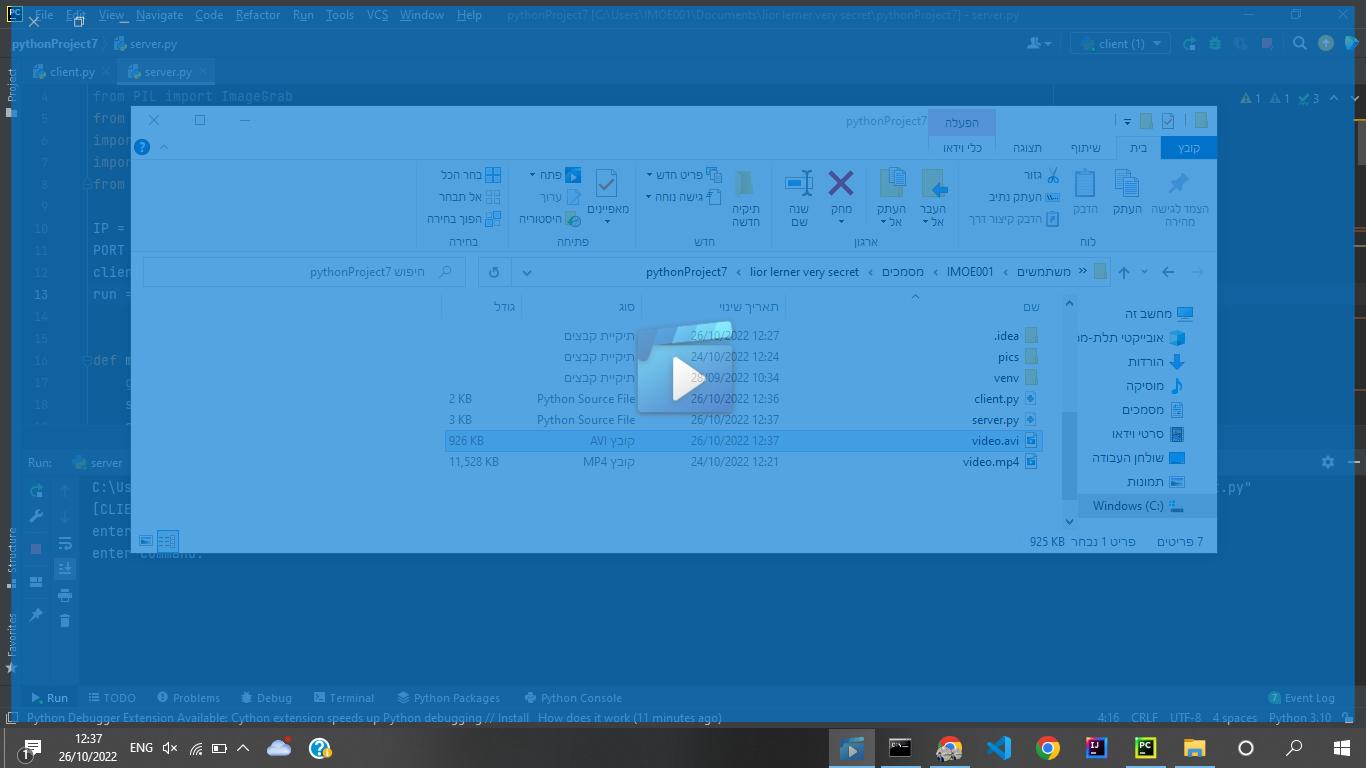 File Edit View Navigate Code Refactor Run Tools VCS Window Help pythonProject7 [C:\Users\IMOE001\Documents\lior lerner very secret\pythonProject7] - server.py
pythonProject7 server.py client (1)
client.py server.py
4 from PIL import ImageGrab
1 1 3
5 from
6 impor
7 impor
8 from
9
10 IP =
11 PORT
12 clien
13 run =
14
15
16 def m
17
18
Project
Structure
Favorites
pythonProject7 הפעלה
קובץ בית שיתוף תצוגה כלי וידאו
הצמד לגישה מהירה
העתק
הדבק
גזור
העתק נתיב
הדבק קיצור דרך
לוח
העבר אל
העתק אל
מחק
שנה שם
ארגון
תיקיה חדשה
פריט חדש
גישה נוחה
חדש
מאפיינים
פתח
ערוך
היסטוריה
פתיחה
בחר הכל
אל תבחר
הפוך בחירה
בחירה
משתמשים IMOE001 מסמכים lior lerner very secret pythonProject7
חיפוש pythonProject7
שם תאריך שינוי סוג גודל
.idea 26/10/2022 12:27 תיקיית קבצים
pics 24/10/2022 12:24 תיקיית קבצים
venv 28/09/2022 10:34 תיקיית קבצים
client.py 26/10/2022 12:36 Python Source File 2 KB
server.py 26/10/2022 12:37 Python Source File 3 KB
video.avi 26/10/2022 12:37 קובץ AVI 926 KB
video.mp4 24/10/2022 12:21 קובץ MP4 11,528 KB
מחשב זה
אובייקטי תלת-ממ
הורדות
מוסיקה
מסמכים
סרטי וידאו
שולחן העבודה
תמונות
Windows (C:)
7 פריטים פריט 1 נבחר 925 KB
Run: server
C:\Us
t.py"
[CLIE
enter
enter command:
Run TODO Problems Debug Terminal Python Packages Python Console 7 Event Log
Python Debugger Extension Available: Cython extension speeds up Python debugging // Install How does it work (11 minutes ago) 4:16 CRLF UTF-8 4 spaces Python 3.10
1 12:37 ENG
26/10/2022